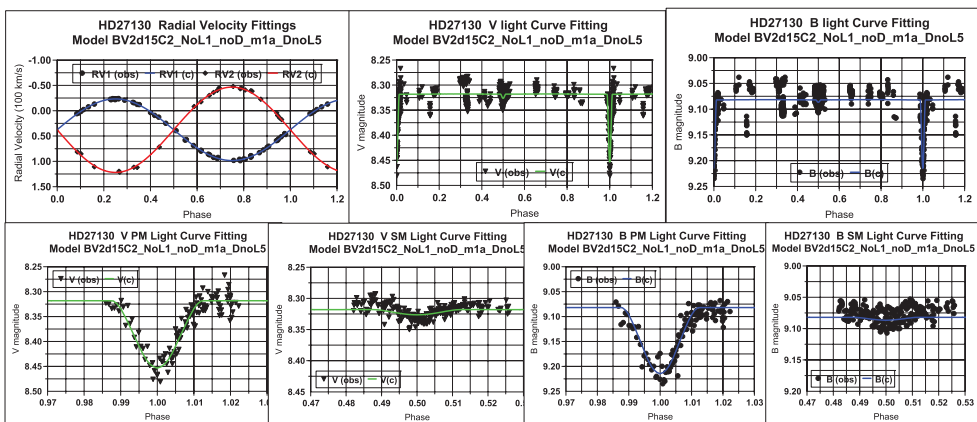 HD27130 Radial Velocity Fittings
Model BV2d15C2_NoL1_noD_m1a_DnoL5
RV1 (obs) RV1 (c) RV2 (obs) RV2 (c)
Radial Velocity (100 km/s)
-1.00
-0.50
0.00
0.50
1.00
1.50
0.0 0.2 0.4 0.6 0.8 1.0 1.2
Phase
HD27130 V light Curve Fitting
Model BV2d15C2_NoL1_noD_m1a_DnoL5
V magnitude
8.25
8.30
8.35
8.40
8.45
8.50
V (obs) V(c)
0.0 0.2 0.4 0.6 0.8 1.0 1.2
Phase
HD27130 B light Curve Fitting
Model BV2d15C2_NoL1_noD_m1a_DnoL5
B magnitude
9.00
9.05
9.10
9.15
9.20
9.25
B (obs) B(c)
0.0 0.2 0.4 0.6 0.8 1.0 1.2
Phase
HD27130 V PM Light Curve Fitting
Model BV2d15C2_NoL1_noD_m1a_DnoL5
V (obs) V(c)
V magnitude
8.25
8.30
8.35
8.40
8.45
8.50
0.97 0.98 0.99 1.00 1.01 1.02 1.0
Phase
HD27130 V SM Light Curve Fitting
Model BV2d15C2_NoL1_noD_m1a_DnoL5
V magnitude
8.25
8.30
8.35
8.40
8.45
V (obs) V(c)
0.47 0.48 0.49 0.50 0.51 0.52 0.5
Phase
HD27130 B PM Light Curve Fitting
Model BV2d15C2_NoL1_noD_m1a_DnoL5
B (obs) B(c)
B magnitude
9.00
9.05
9.10
9.15
9.20
9.25
0.97 0.98 0.99 1.00 1.01 1.02 1.03
Phase
HD27130 B SM Light Curve Fitting
Model BV2d15C2_NoL1_noD_m1a_DnoL5
B magnitude
9.00
9.05
9.10
9.15
9.20
B (obs) B(c)
0.47 0.48 0.49 0.50 0.51 0.52 0.53
Phase